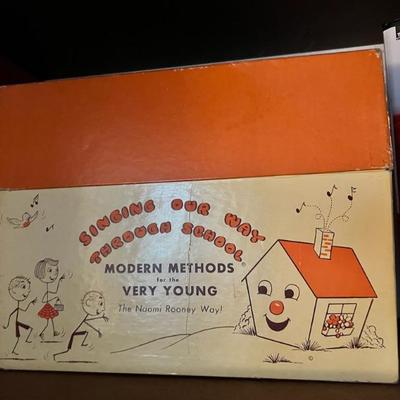 SINGING OUR WAY
THROUGH SCHOOL
MODERN METHODS
for the
VERY YOUNG
The Naomi Rooney Way!
©